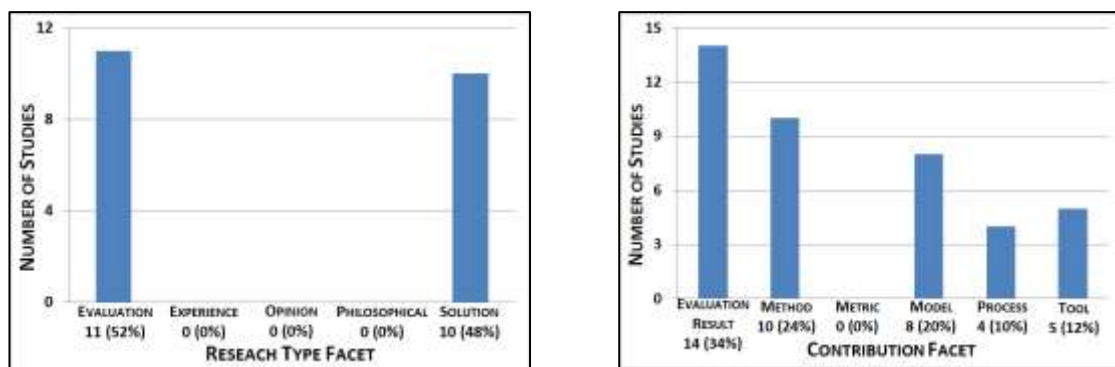 12
8
4
0
NUMBER OF STUDIES
EVALUATION EXPERIENCE OPINION PHILOSOPHICAL SOLUTION
11 (52%) 0 (0%) 0 (0%) 0 (0%) 10 (48%)
RESEACH TYPE FACET
15
12
9
6
3
0
NUMBER OF STUDIES
EVALUATION METHOD METRIC MODEL PROCESS TOOL
RESULT 10 (24%) 0 (0%) 8 (20%) 4 (10%) 5 (12%)
14 (34%)
CONTRIBUTION FACET